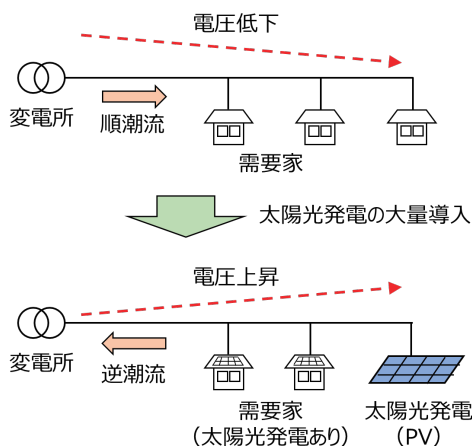 電圧低下
変電所
順潮流
需要家
太陽光発電の大量導入
電圧上昇
変電所
逆潮流
需要家
（太陽光発電あり）
太陽光発電
（PV）